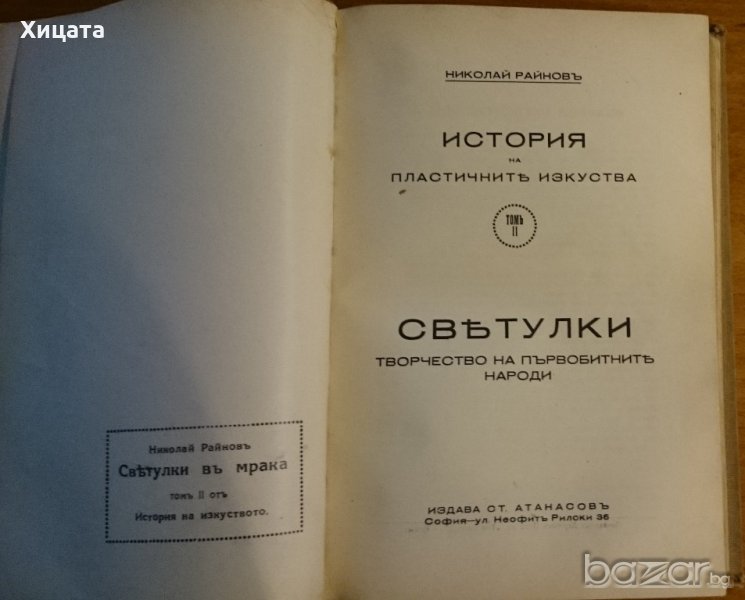 Хицата
Николай Райновъ
Свѣтулки въ мрака
томъ II отъ
История на изкуството.
НИКОЛАЙ РАЙНОВЪ
ИСТОРИЯ
НА
ПЛАСТИЧНИТѢ ИЗКУСТВА
ТОМЪ
II
СВѢТУЛКИ
ТВОРЧЕСТВО НА ПЪРВОБИТНИТѢ
НАРОДИ
ИЗДАВА СТ. АТАНАСОВЪ
София—ул. Неофитъ Рилски 36
bazar.bg